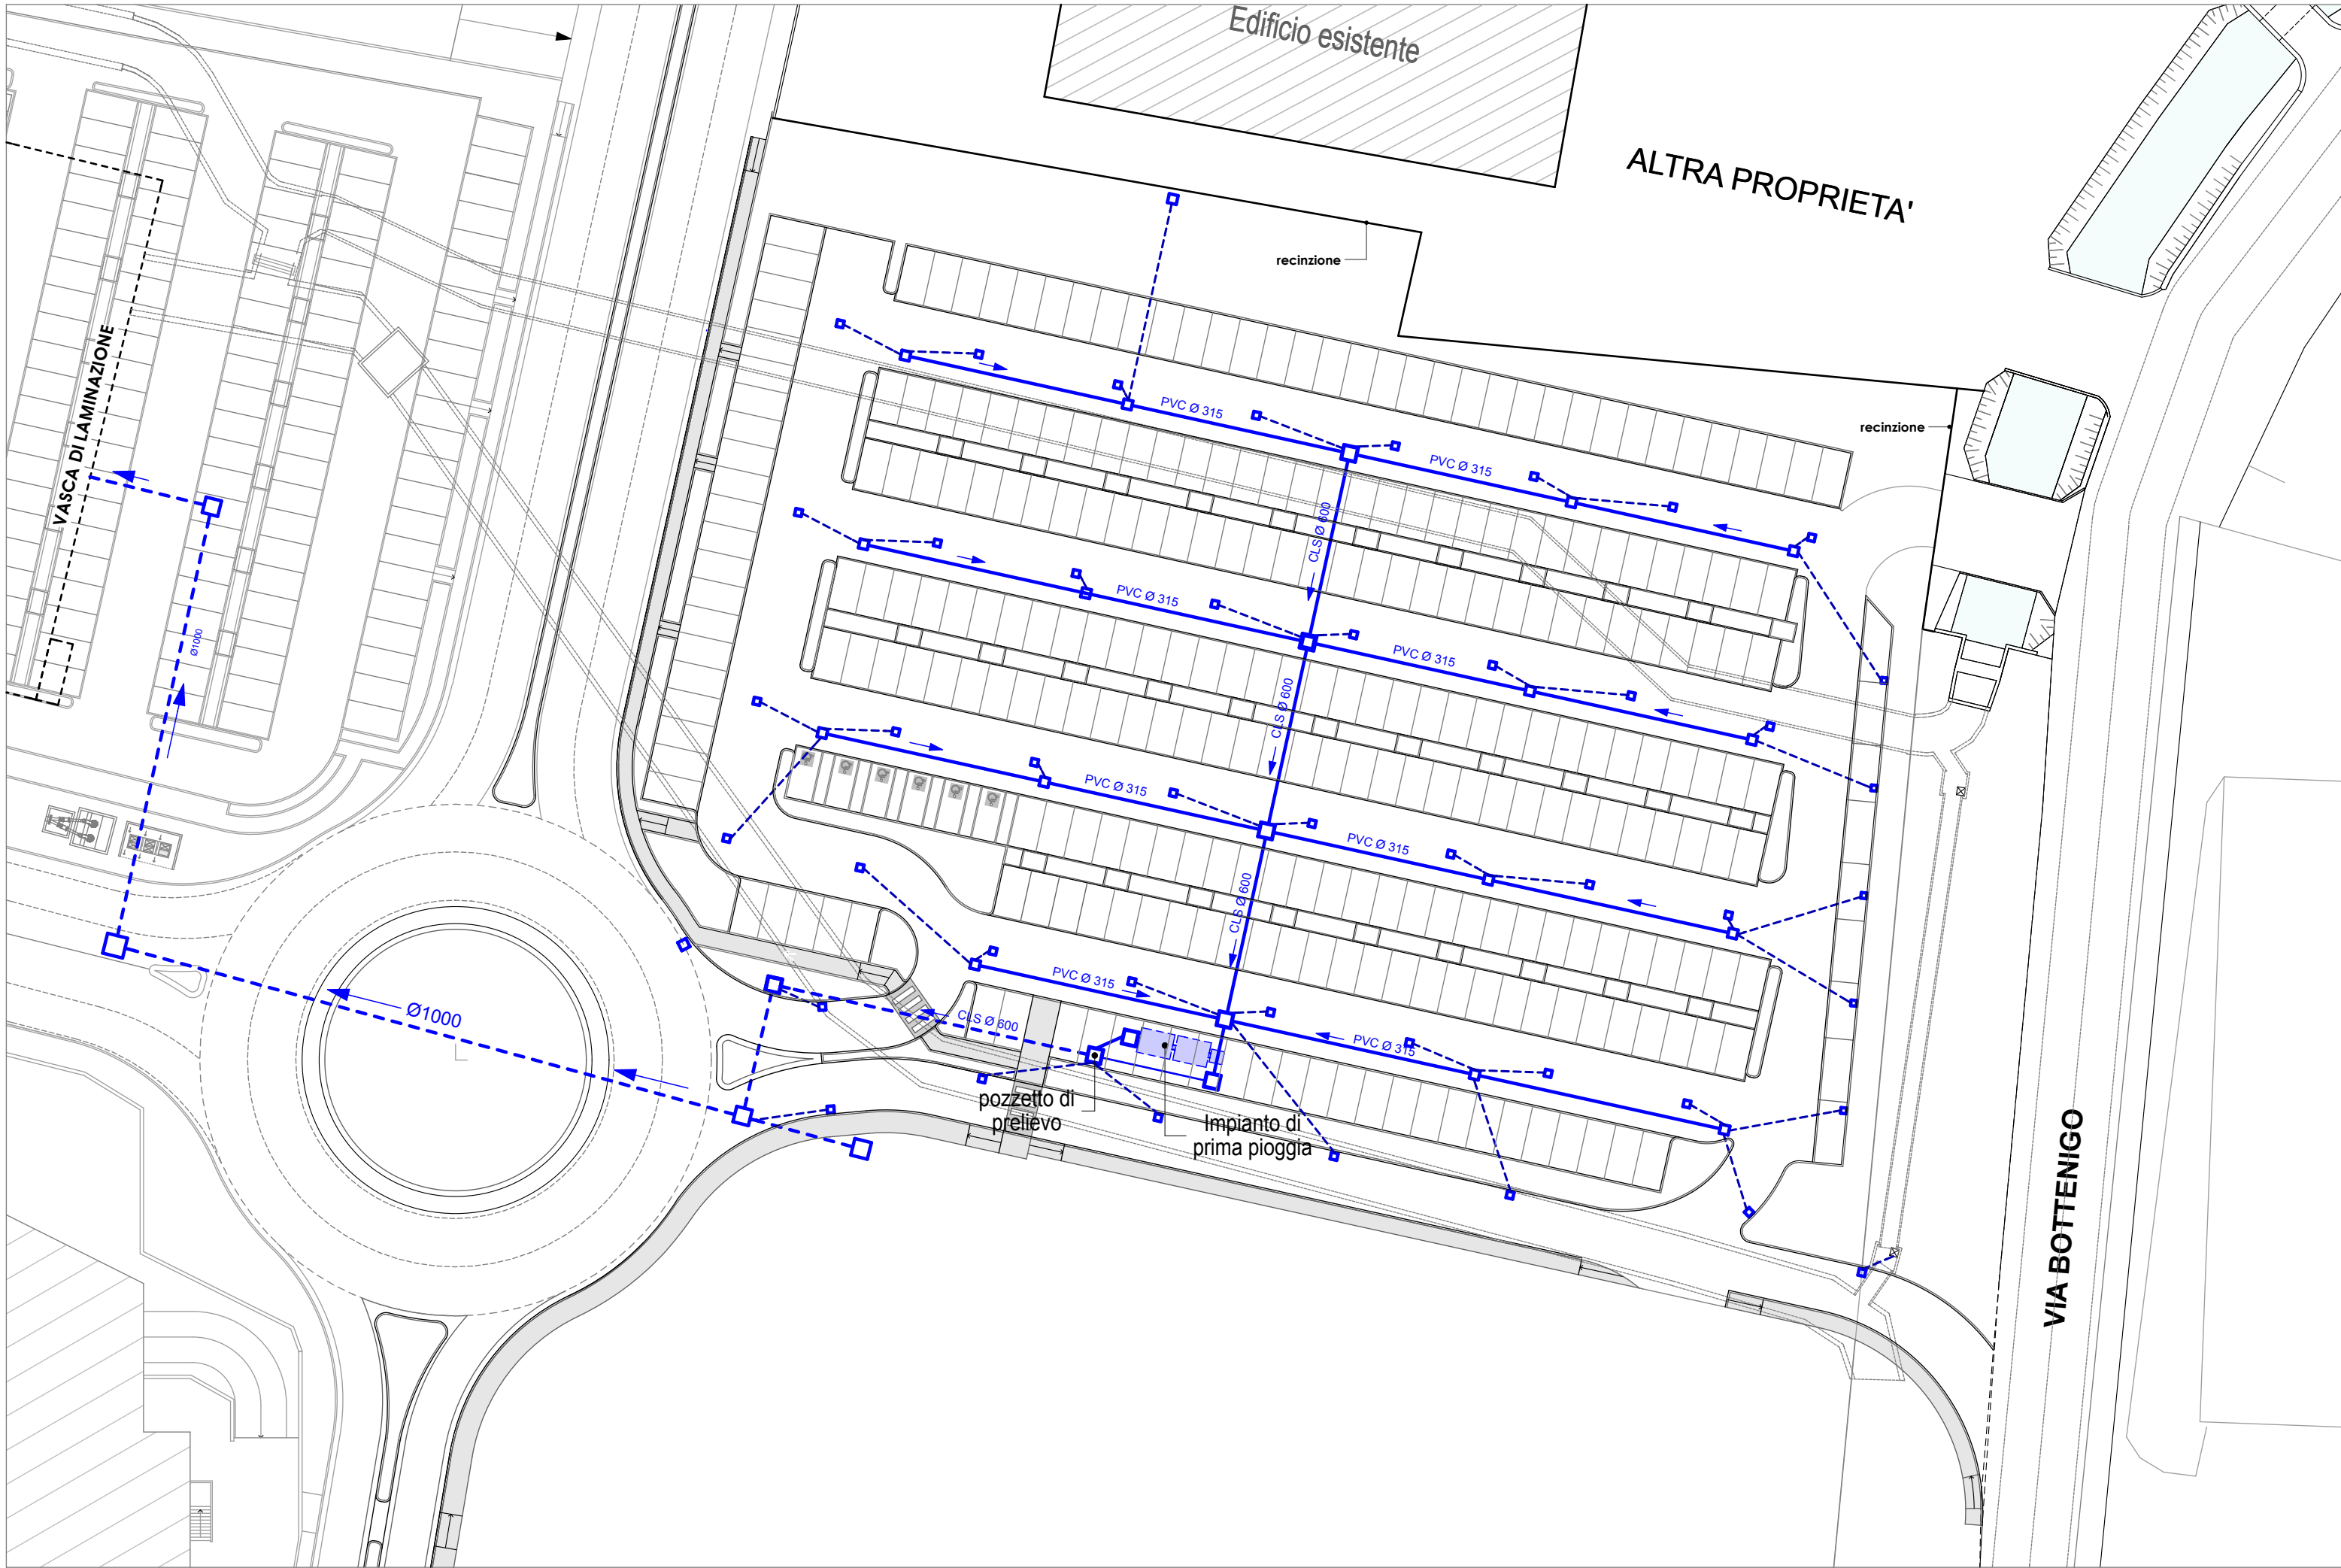 Edificio esistente
ALTRA PROPRIETA'
recinzione
VASCA DI LAMINAZIONE
PVC Ø 315
recinzione
PVC Ø 315
CLS Ø 600
PVC Ø 315
Ø1000
PVC Ø 315
CLS Ø 600
PVC Ø 315
PVC Ø 315
CLS Ø 600
PVC Ø 315
Ø1000
CLS Ø 600
PVC Ø 315
pozzetto di
prelievo
Impianto di
prima pioggia
VIA BOTTENIGO